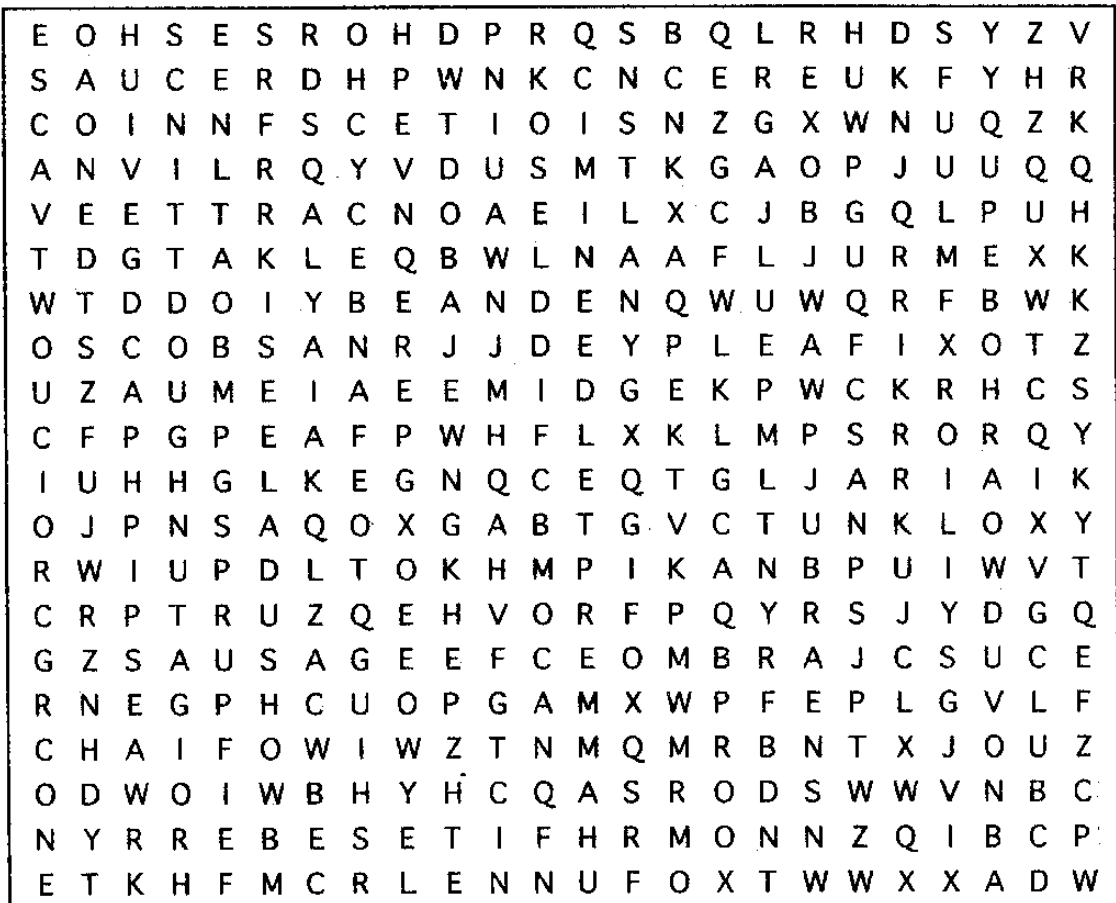 E O H S E S R O H D P R Q S B Q L R H D S Y Z V
S A U C E R D H P W N K C N C E R E U K F Y H R
C O I N N F S C E T I O I S N Z G X W N U Q Z K
A N V I L R Q Y V D U S M T K G A O P J U U Q Q
V E E T T R A C N O A E I L X C J B G Q L P U H
T D G T A K L E Q B W L N A A F L J U R M E X K
W T D D O I Y B E A N D E N Q W U W Q R F B W K
O S C O B S A N R J J D E Y P L E A F I X O T Z
U Z A U M E I A E E M I D G E K P W C K R H C S
C F P G P E A F P W H F L X K L M P S R O R Q Y
I U H H G L K E G N Q C E Q T G L J A R I A I K
O J P N S A Q O X G A B T G V C T U N K L O X Y
R W I U P D L T O K H M P I K A N B P U I W V T
C R P T R U Z Q E H V O R F P Q Y R S J Y D G Q
G Z S A U S A G E E F C E O M B R A J C S U C E
R N E G P H C U O P G A M X W P F E P L G V L F
C H A I F O W I W Z T N M Q M R B N T X J O U Z
O D W O I W B H Y H C Q A S R O D S W W V N B C
N Y R R E B E S E T I F H R M O N N Z Q I B C P
E T K H F M C R L E N N U F O X T W W X X A D W